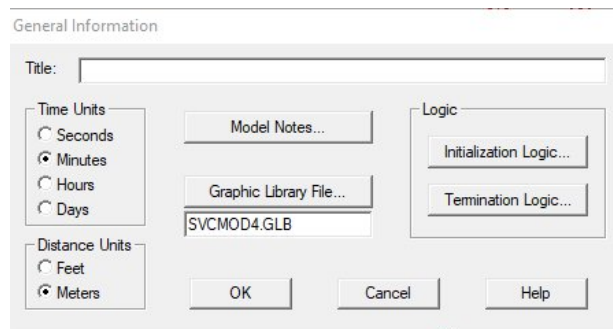 General Information
Title:
Time Units
Seconds
Minutes
Hours
Days
Distance Units
Feet
Meters
Model Notes...
Graphic Library File...
SVCMOD4.GLB
Logic
Initialization Logic...
Termination Logic...
OK
Cancel
Help